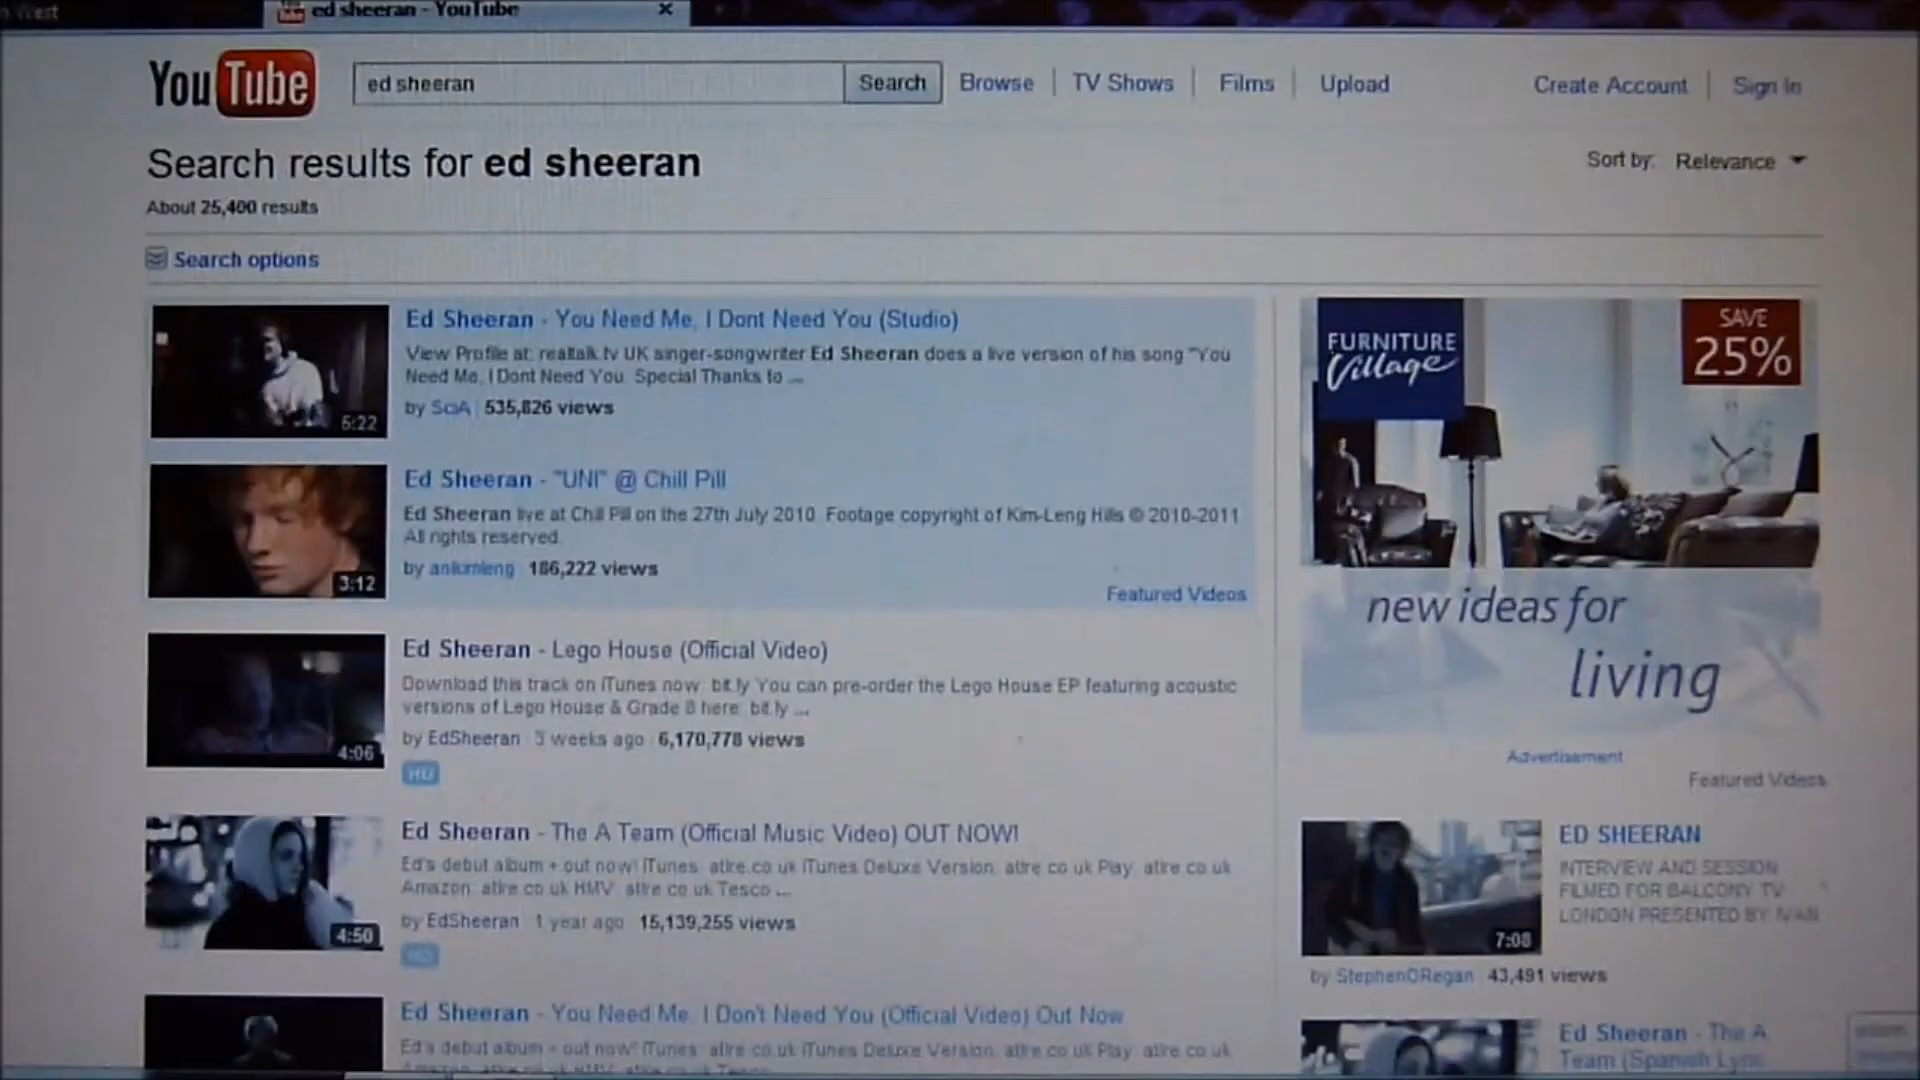 West
ed sheeran - YouTube
YouTube
ed sheeran
Search
Browse
TV Shows
Films
Upload
Create Account
Sign In
Search results for ed sheeran
Sort by: Relevance
About 25,400 results
Search options
Ed Sheeran - You Need Me, I Dont Need You (Studio)
View Profile at: realtalk.tv UK singer-songwriter Ed Sheeran does a live version of his song "You
Need Me, I Dont Need You. Special Thanks to ...
by SciA 535,826 views
5:22
Ed Sheeran - "UNI" @ Chill Pill
Ed Sheeran live at Chill Pill on the 27th July 2010. Footage copyright of Kim-Leng Hills © 2010-2011
All rights reserved.
by 186,222 views
3:12
Featured Videos
Ed Sheeran - Lego House (Official Video)
Download this track on iTunes now: bit.ly You can pre-order the Lego House EP featuring acoustic
versions of Lego House & Grade 8 here: bit.ly ...
by EdSheeran 3 weeks ago 6,170,778 views
4:06
HD
Ed Sheeran - The A Team (Official Music Video) OUT NOW!
Ed's debut album + out now! iTunes: atlre.co.uk iTunes Deluxe Version: atlre.co.uk Play: atlre.co.uk
Amazon: atlre.co.uk HMV: atlre.co.uk Tesco ...
by EdSheeran 1 year ago 15,139,255 views
4:50
HD
Ed Sheeran - You Need Me, I Don't Need You (Official Video) Out Now
Ed's debut album + out now! iTunes: atlre.co.uk iTunes Deluxe Version: atlre.co.uk Play: atlre.co.uk
FURNITURE
Village
SAVE
25%
new ideas for
living
Advertisement
Featured Videos
ED SHEERAN
INTERVIEW AND SESSION
FILMED FOR BALCONY TV
LONDON PRESENTED BY IVAN
7:08
by StephenORegan 43,491 views
Ed Sheeran - The A
Team (Spanish Lyric